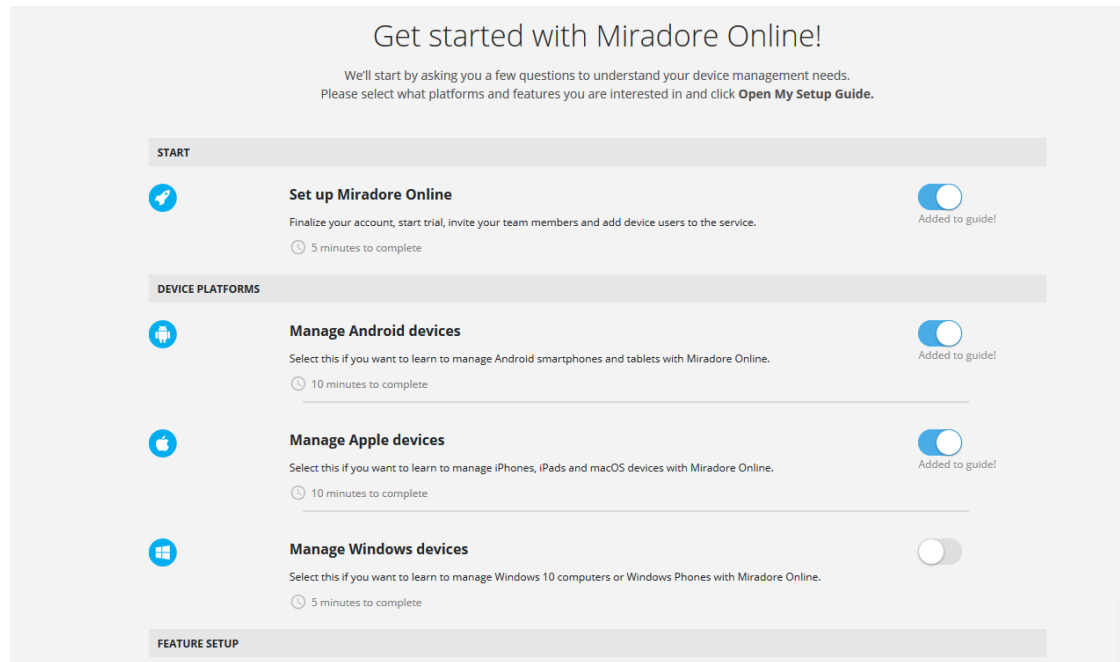 Get started with Miradore Online!
We'll start by asking you a few questions to understand your device management needs.
Please select what platforms and features you are interested in and click Open My Setup Guide.
START
Set up Miradore Online
Finalize your account, start trial, invite your team members and add device users to the service.
Added to guide!
5 minutes to complete
DEVICE PLATFORMS
Manage Android devices
Select this if you want to learn to manage Android smartphones and tablets with Miradore Online.
Added to guide!
10 minutes to complete
Manage Apple devices
Select this if you want to learn to manage iPhones, iPads and macOS devices with Miradore Online.
Added to guide!
10 minutes to complete
Manage Windows devices
Select this if you want to learn to manage Windows 10 computers or Windows Phones with Miradore Online.
5 minutes to complete
FEATURE SETUP